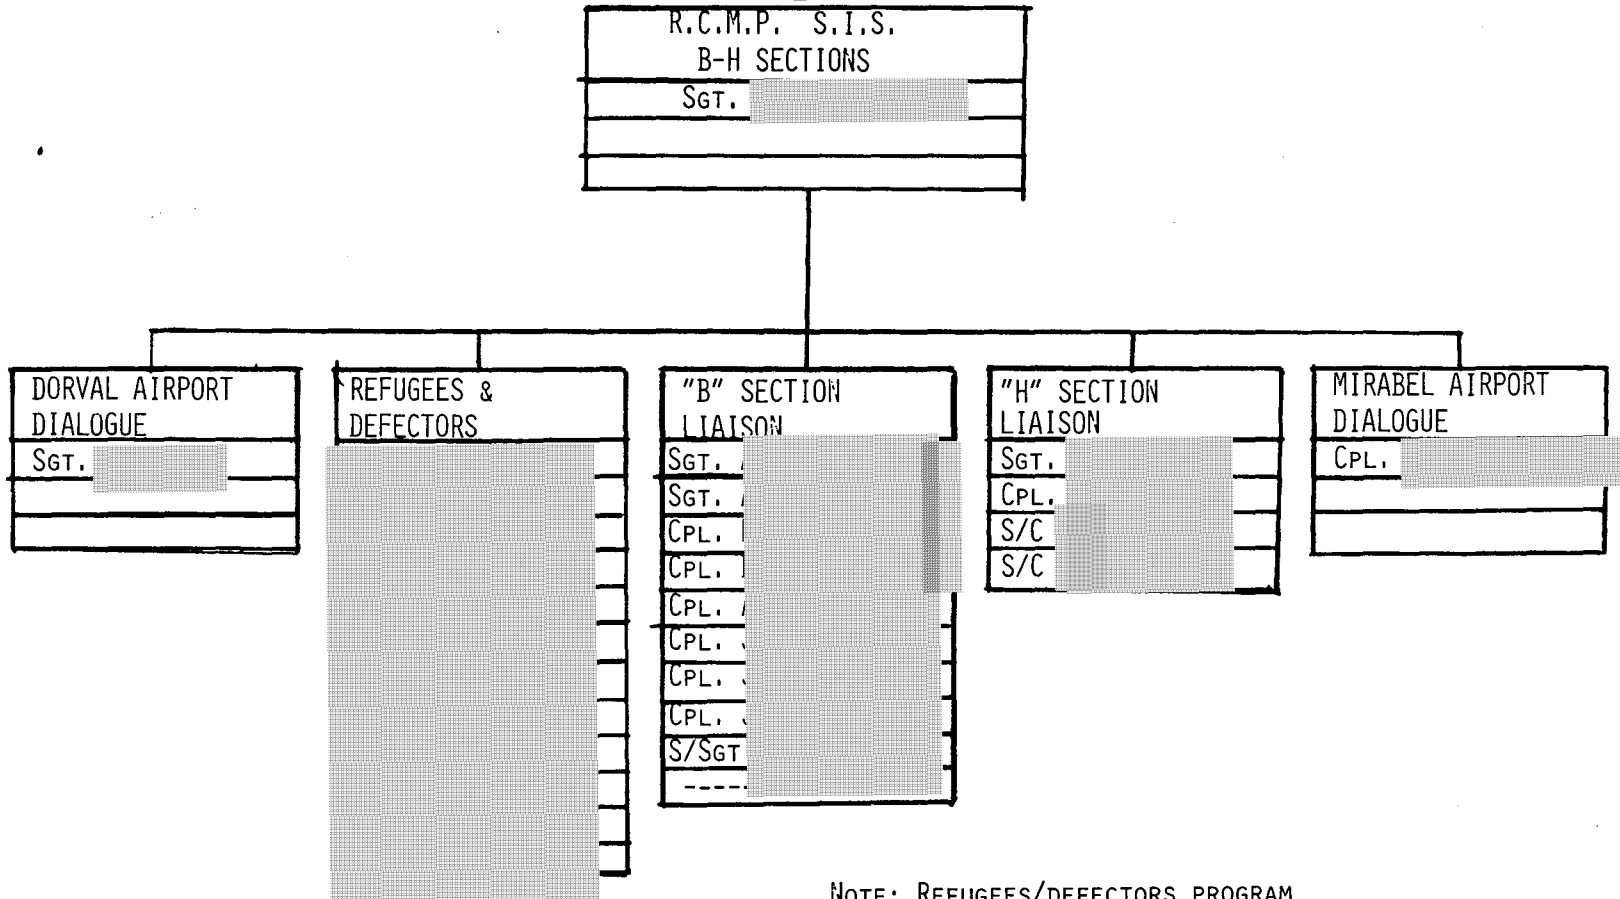 R.C.M.P. S.I.S.
B-H SECTIONS
SGT.
DORVAL AIRPORT
DIALOGUE
SGT.
REFUGEES &
DEFECTORS
"B" SECTION
LIAISON
SGT.
SGT.
CPL.
CPL.
CPL.
CPL.
CPL.
CPL.
S/SGT
-----
"H" SECTION
LIAISON
SGT.
CPL.
S/C
S/C
MIRABEL AIRPORT
DIALOGUE
CPL.
NOTE: REFUGEES/DEFECTORS PROGRAM